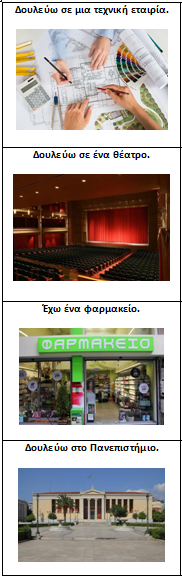 Δουλεύω σε μια τεχνική εταιρία.
Δουλεύω σε ένα θέατρο.
Έχω ένα φαρμακείο.
ΦΑΡΜΑΚΕΙΟ
Δουλεύω στο Πανεπιστήμιο.